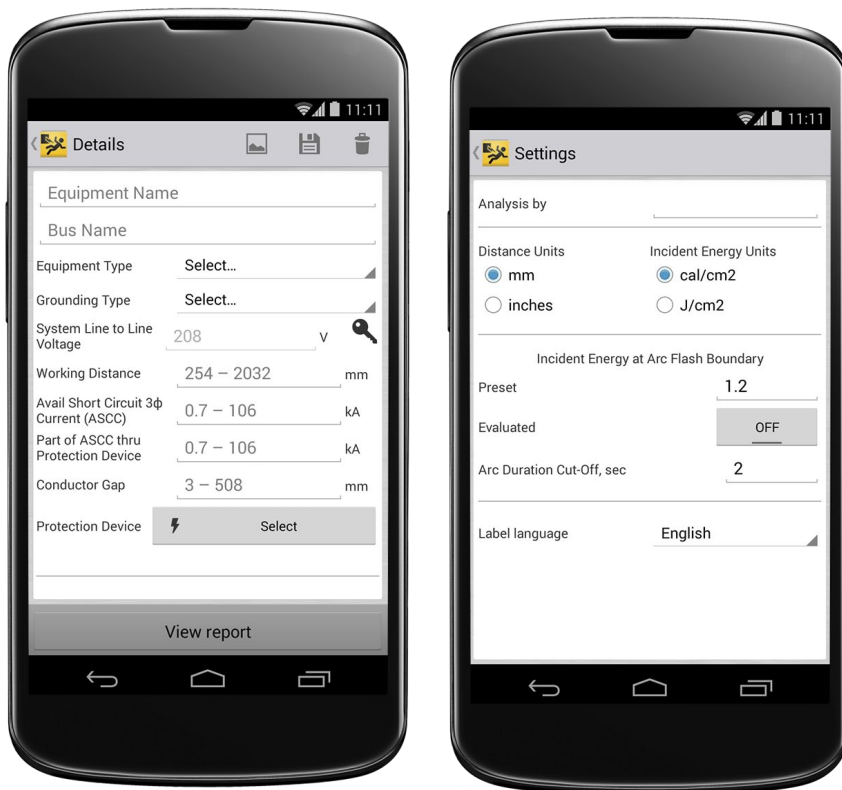 11:11
Details
Equipment Name
Bus Name
Equipment Type Select...
Grounding Type Select...
System Line to Line
Voltage 208 V
Working Distance 254 – 2032 mm
Avail Short Circuit 3ϕ
Current (ASCC) 0.7 – 106 kA
Part of ASCC thru
Protection Device 0.7 – 106 kA
Conductor Gap 3 – 508 mm
Protection Device Select
View report
11:11
Settings
Analysis by
Distance Units Incident Energy Units
mm cal/cm2
inches J/cm2
Incident Energy at Arc Flash Boundary
Preset 1.2
Evaluated OFF
Arc Duration Cut-Off, sec 2
Label language English